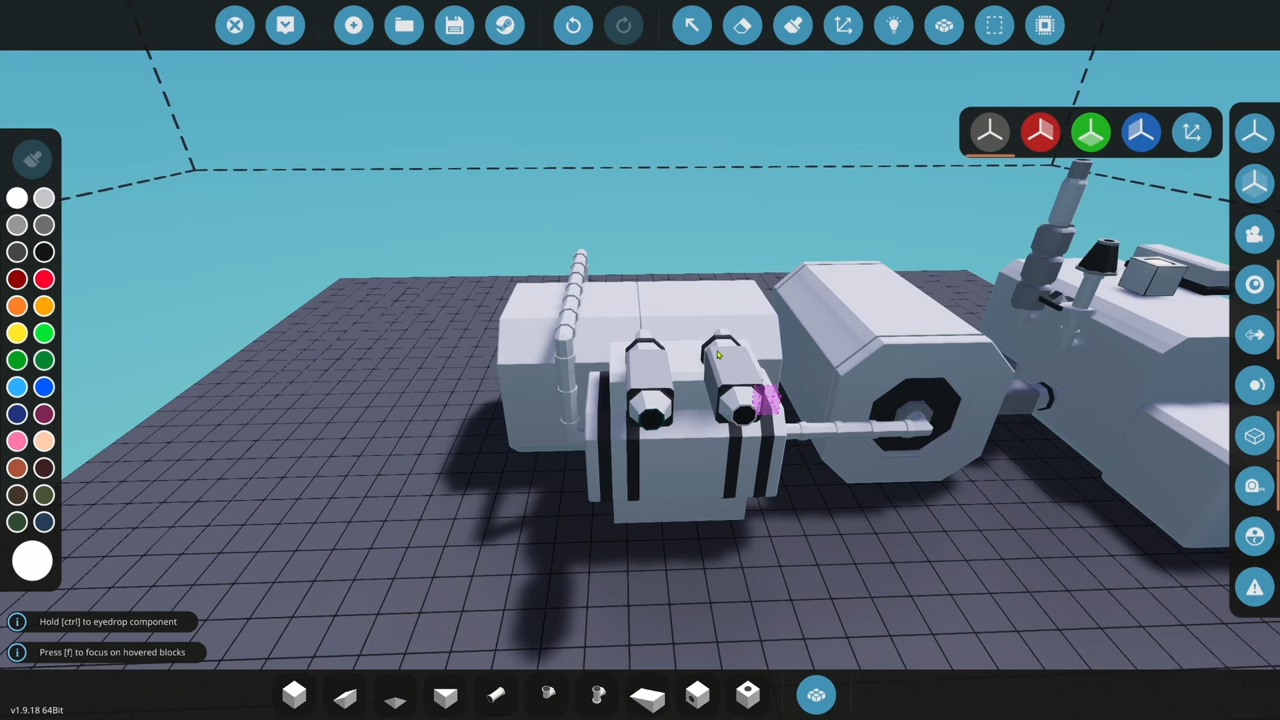 Hold [ctrl] to eyedrop component
Press [f] to focus on hovered blocks
v1.9.18 64Bit